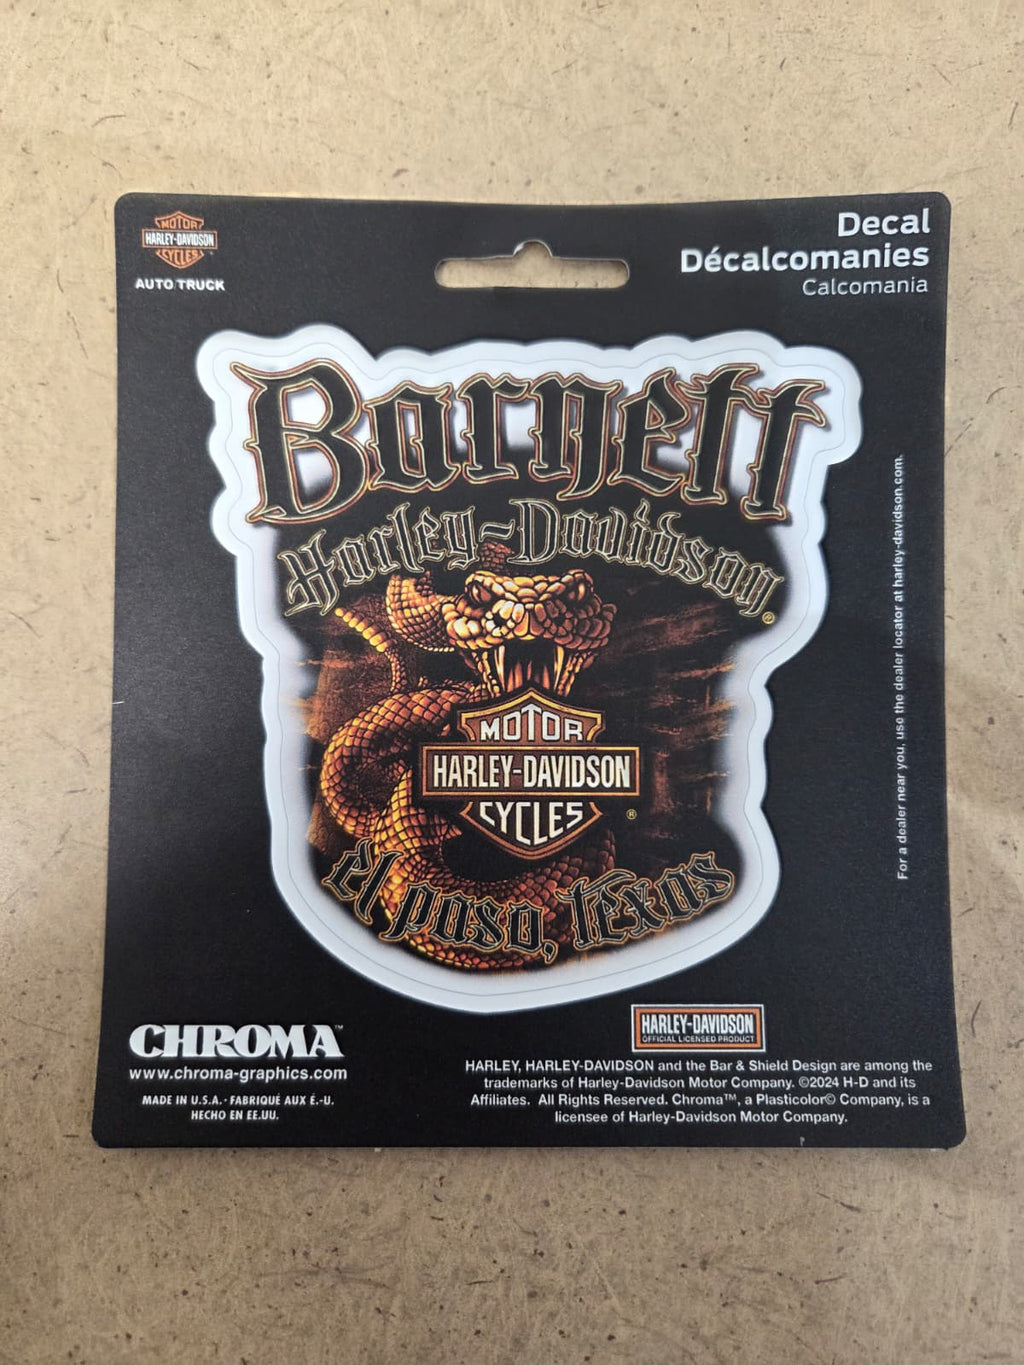 MOTOR
HARLEY-DAVIDSON
CYCLES
AUTO/TRUCK
Decal
Décalcomanies
Calcomania
Barnett
Harley-Davidson®
MOTOR
HARLEY-DAVIDSON
CYCLES ®
el paso, texas
For a dealer near you, use the dealer locator at harley-davidson.com.
CHROMA™
www.chroma-graphics.com
MADE IN U.S.A. · FABRIQUÉ AUX É.-U.
HECHO EN EE.UU.
HARLEY-DAVIDSON
OFFICIAL LICENSED PRODUCT
HARLEY, HARLEY-DAVIDSON and the Bar & Shield Design are among the
trademarks of Harley-Davidson Motor Company. ©2024 H-D and its
Affiliates. All Rights Reserved. Chroma™, a Plasticolor© Company, is a
licensee of Harley-Davidson Motor Company.